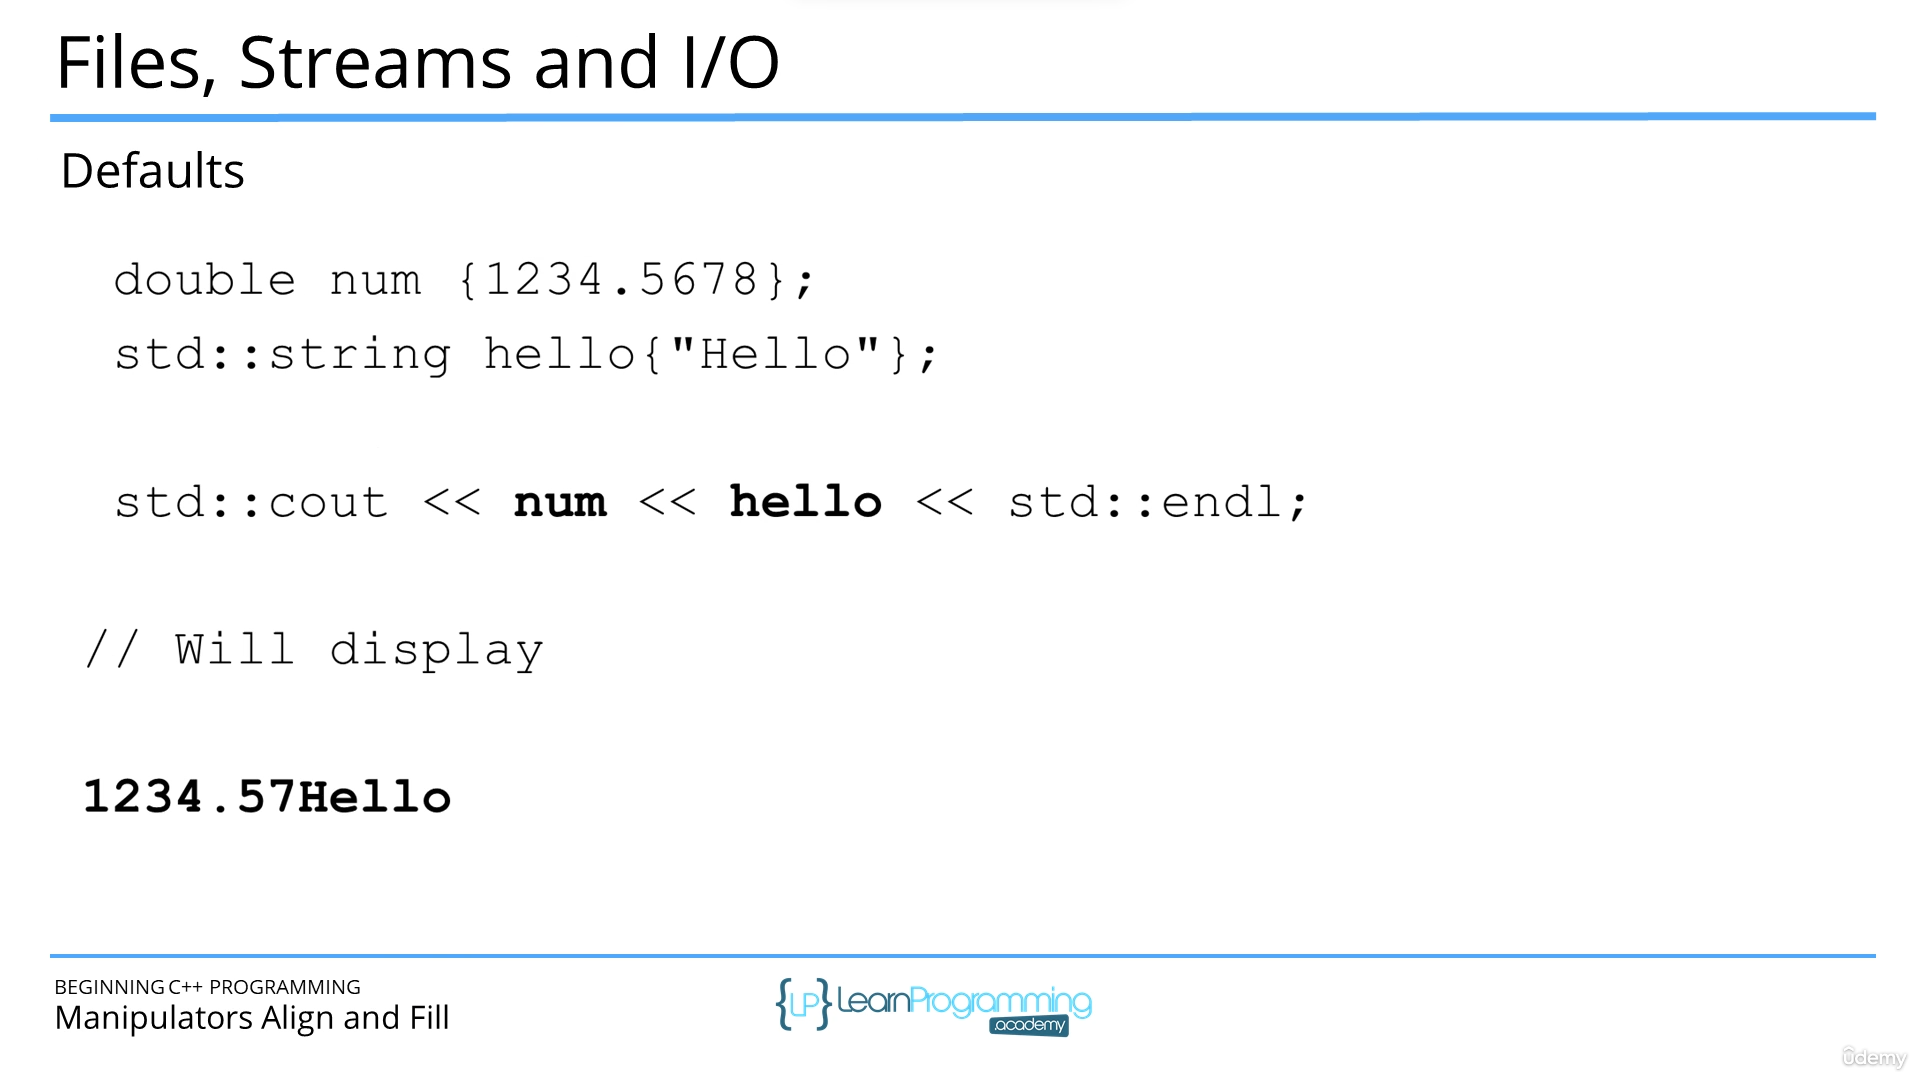 Files, Streams and I/O
Defaults
double num {1234.5678};
std::string hello{"Hello"};
std::cout << num << hello << std::endl;
// Will display
1234.57Hello
BEGINNING C++ PROGRAMMING
Manipulators Align and Fill
{LP} LearnProgramming
.academy
ûdemy